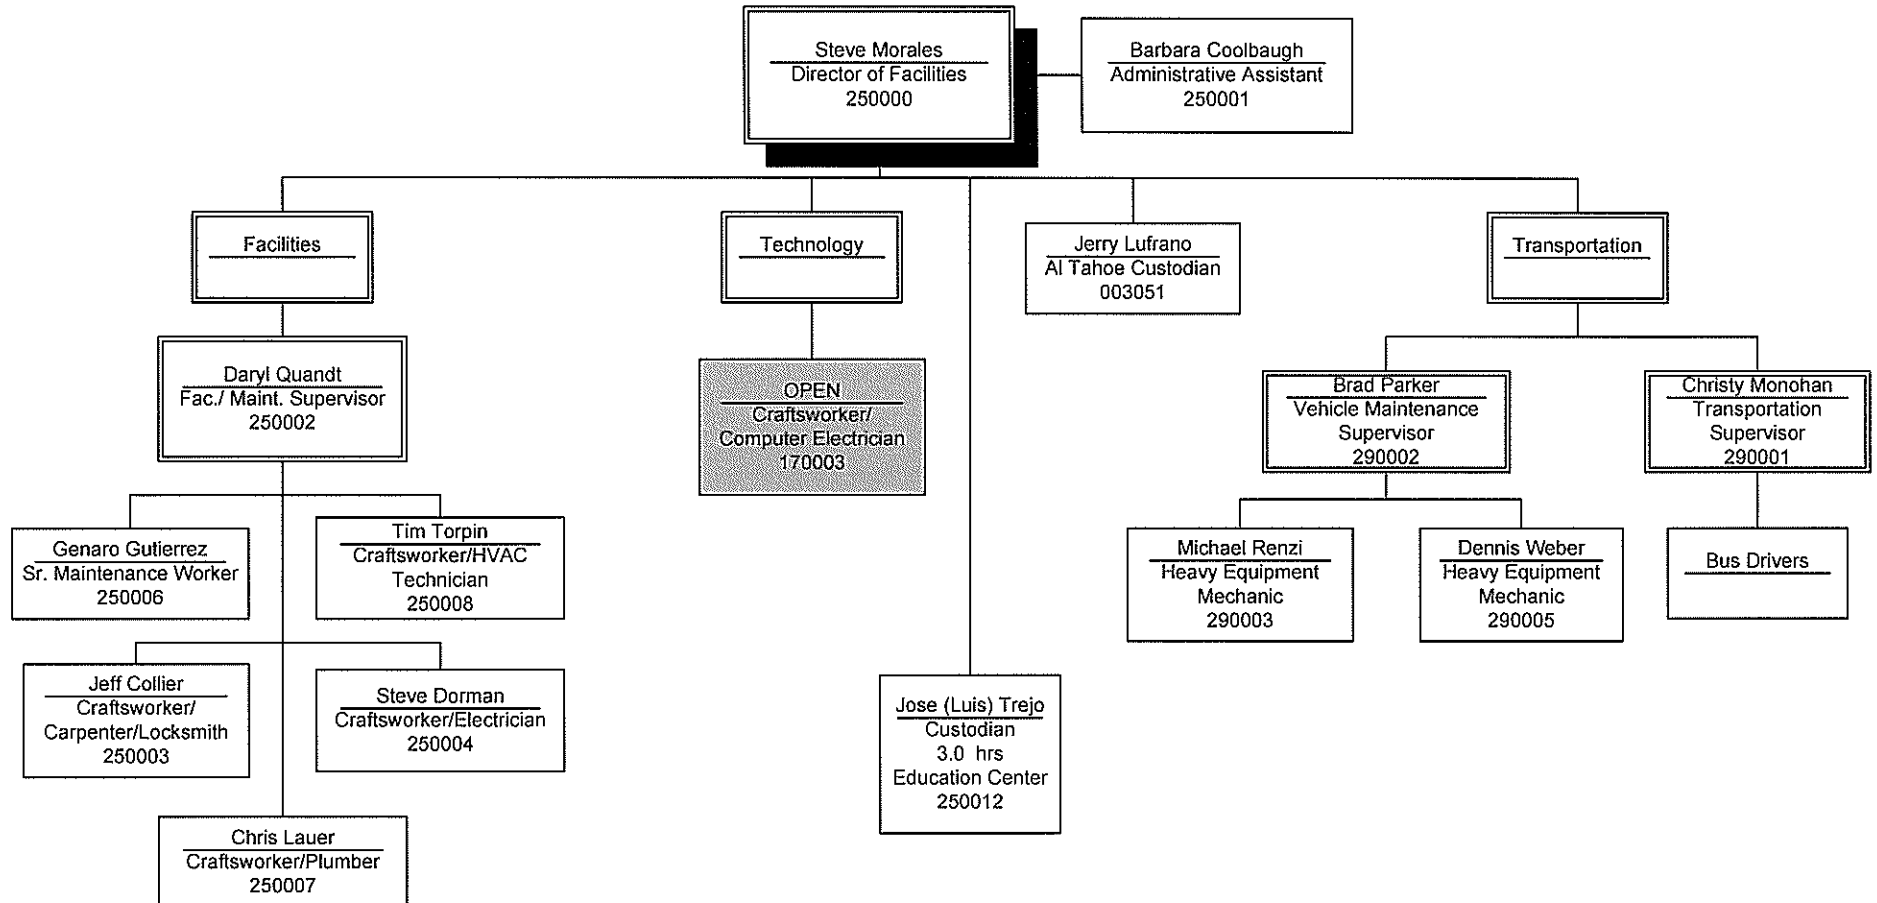 Steve Morales
Director of Facilities
250000
Barbara Coolbaugh
Administrative Assistant
250001
Facilities
Technology
Jerry Lufrano
Al Tahoe Custodian
003051
Transportation
Daryl Quandt
Fac./ Maint. Supervisor
250002
OPEN
Craftsworker/
Computer Electrician
170003
Brad Parker
Vehicle Maintenance
Supervisor
290002
Christy Monohan
Transportation
Supervisor
290001
Genaro Gutierrez
Sr. Maintenance Worker
250006
Tim Torpin
Craftsworker/HVAC
Technician
250008
Michael Renzi
Heavy Equipment
Mechanic
290003
Dennis Weber
Heavy Equipment
Mechanic
290005
Bus Drivers
Jeff Collier
Craftsworker/
Carpenter/Locksmith
250003
Steve Dorman
Craftsworker/Electrician
250004
Jose (Luis) Trejo
Custodian
3.0 hrs
Education Center
250012
Chris Lauer
Craftsworker/Plumber
250007